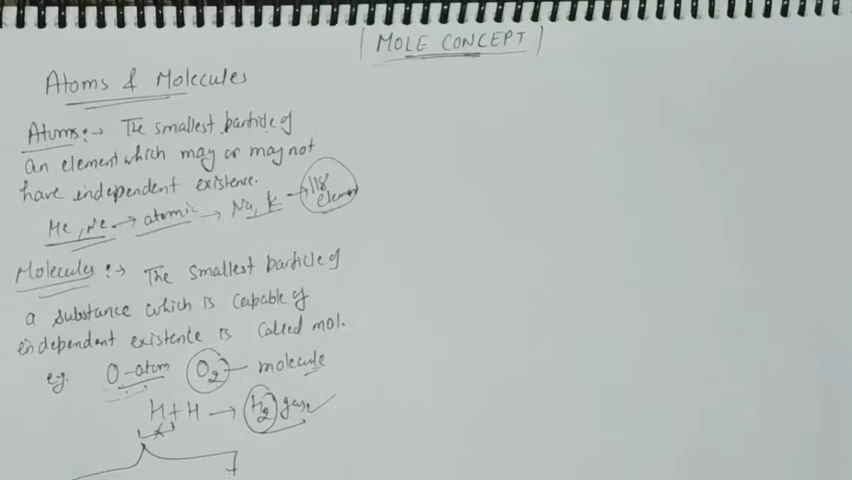 MOLE CONCEPT
Atoms & Molecules
Atoms:→ The smallest particle of
an element which may or may not
have independent existence.
He, Ne → atomic → Na, K → 118
Molecules :→ The smallest particle of
a substance which is capable of
independent existence is called mol.
eg. O-atom O2 — molecule
H + H → H2 gas